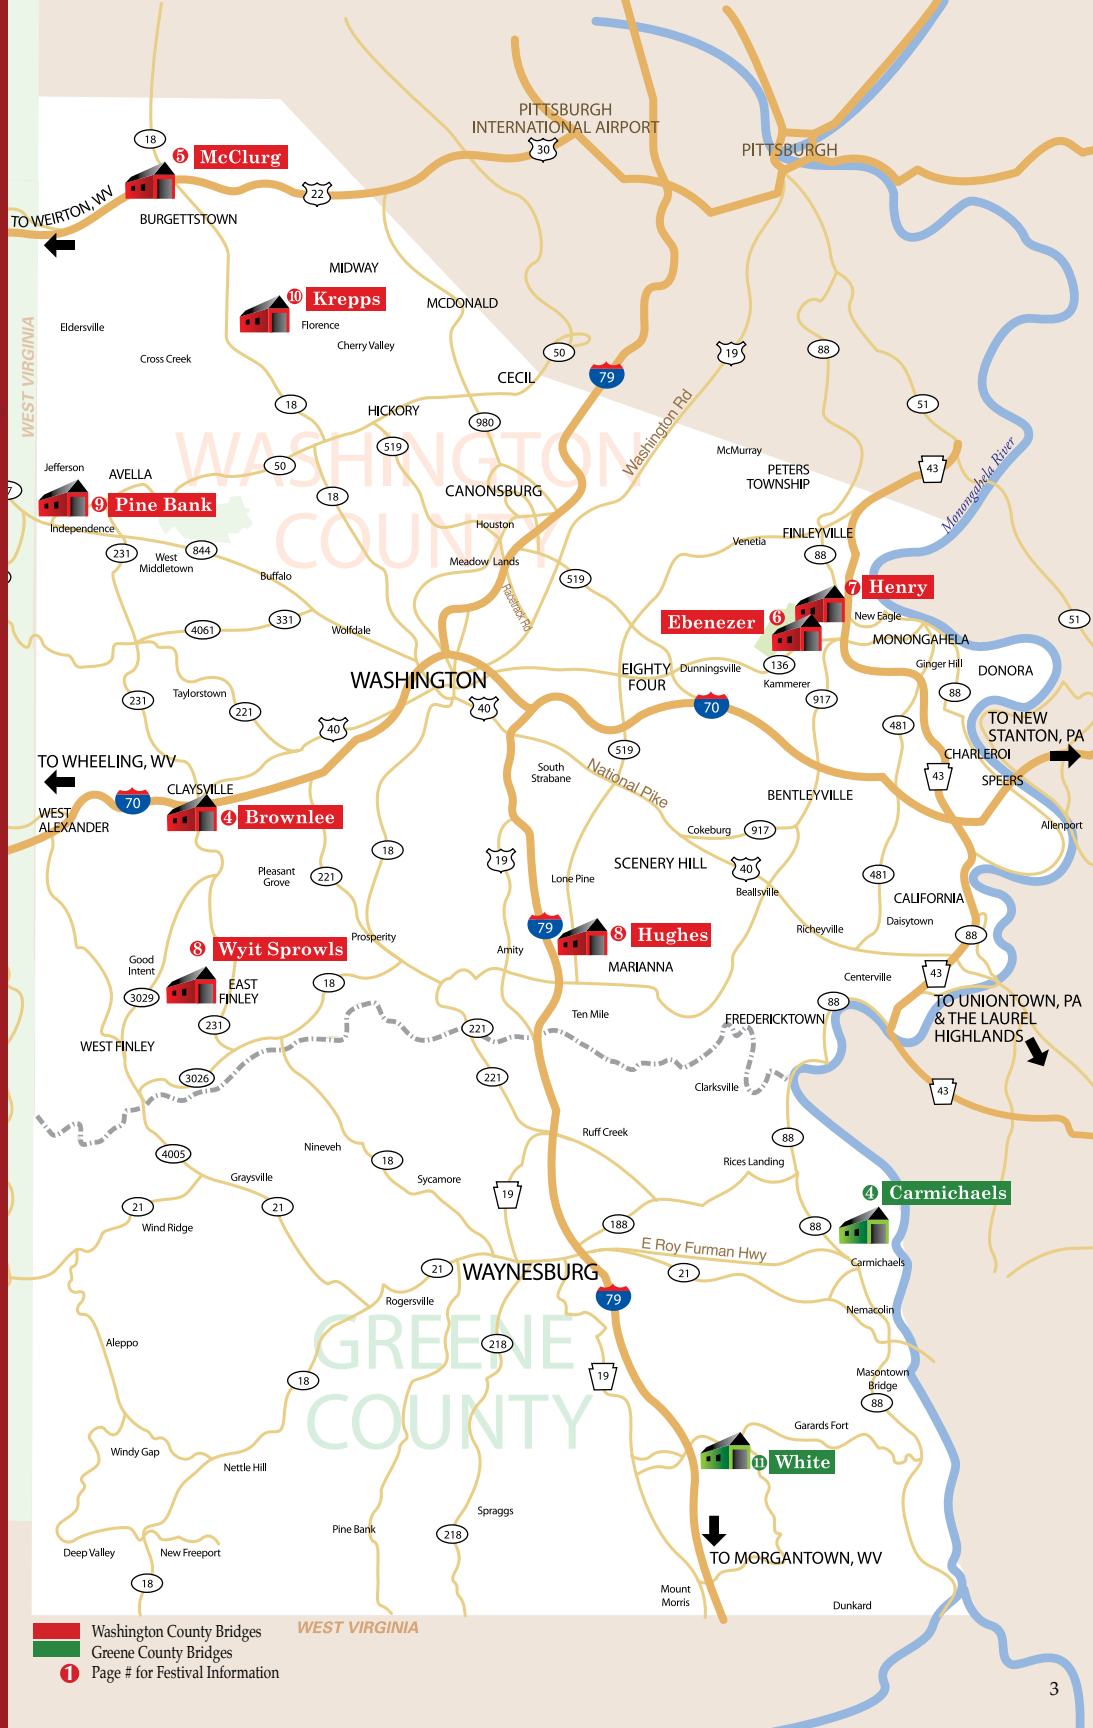 PITTSBURGH
INTERNATIONAL AIRPORT
30
PITTSBURGH
18
5 McClurg
22
TO WEIRTON, WV
BURGETTSTOWN
MIDWAY
10 Krepps
MCDONALD
Florence
Eldersville
Cherry Valley
Cross Creek
WEST VIRGINIA
50
19
88
CECIL
79
18
HICKORY
980
519
51
Washington Rd
WASHINGTON
COUNTY
McMurray
PETERS
TOWNSHIP
43
Monongahela River
Jefferson
AVELLA
50
18
CANONSBURG
7
9 Pine Bank
Independence
Houston
FINLEYVILLE
Venetia
88
231
West
Middletown
844
Meadow Lands
Buffalo
519
Racetrack Rd
7 Henry
Ebenezer 6
New Eagle
331
4061
Wolfdale
51
MONONGAHELA
Ginger Hill
DONORA
WASHINGTON
EIGHTY
FOUR
Dunningsville
136
Kammerer
917
88
231
Taylorstown
221
40
40
70
481
TO NEW
STANTON, PA
519
CHARLEROI
TO WHEELING, WV
South
Strabane
National Pike
43
SPEERS
CLAYSVILLE
70
BENTLEYVILLE
WEST
ALEXANDER
4 Brownlee
Cokeburg
917
Allenport
18
19
SCENERY HILL
40
Pleasant
Grove
221
Lone Pine
Beallsville
481
CALIFORNIA
Daisytown
79
8 Hughes
Richeyville
88
8 Wyit Sprowls
Prosperity
Amity
MARIANNA
Good
Intent
EAST
FINLEY
18
Centerville
43
3029
88
TO UNIONTOWN, PA
& THE LAUREL
HIGHLANDS
231
221
Ten Mile
FREDERICKTOWN
WEST FINLEY
3026
221
Clarksville
43
Ruff Creek
88
4005
Nineveh
18
Rices Landing
Graysville
Sycamore
19
4 Carmichaels
21
21
Wind Ridge
188
88
E Roy Furman Hwy
21
WAYNESBURG
21
Carmichaels
Rogersville
79
Nemacolin
GREENE
COUNTY
Aleppo
218
18
19
Masontown
Bridge
88
Garards Fort
Windy Gap
Nettle Hill
11 White
Spraggs
Pine Bank
218
Deep Valley
New Freeport
TO MORGANTOWN, WV
18
Mount
Morris
Dunkard
WEST VIRGINIA
Washington County Bridges
Greene County Bridges
1 Page # for Festival Information
3